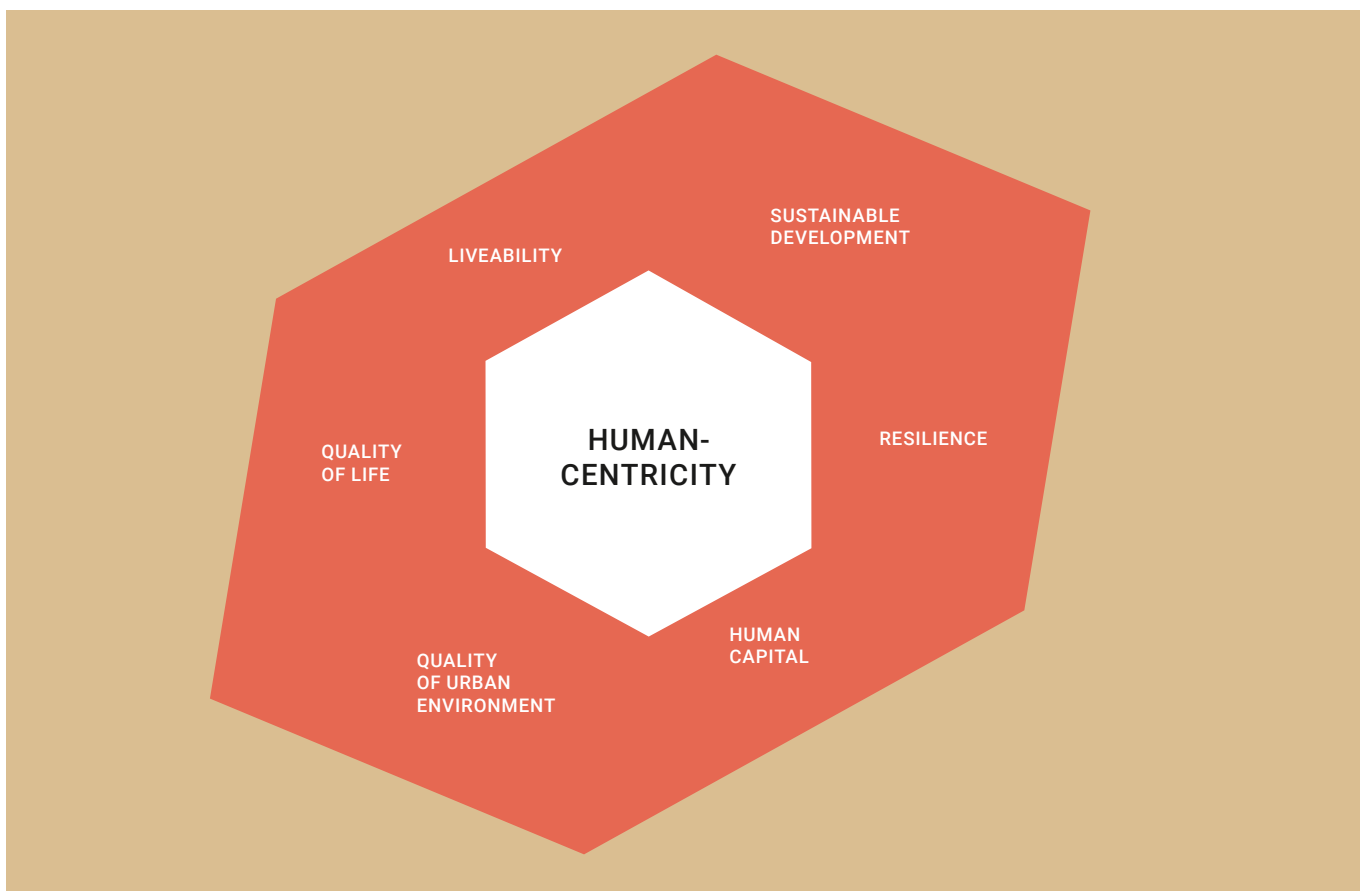 SUSTAINABLE
DEVELOPMENT
LIVEABILITY
HUMAN-
CENTRICITY
RESILIENCE
QUALITY
OF LIFE
HUMAN
CAPITAL
QUALITY
OF URBAN
ENVIRONMENT